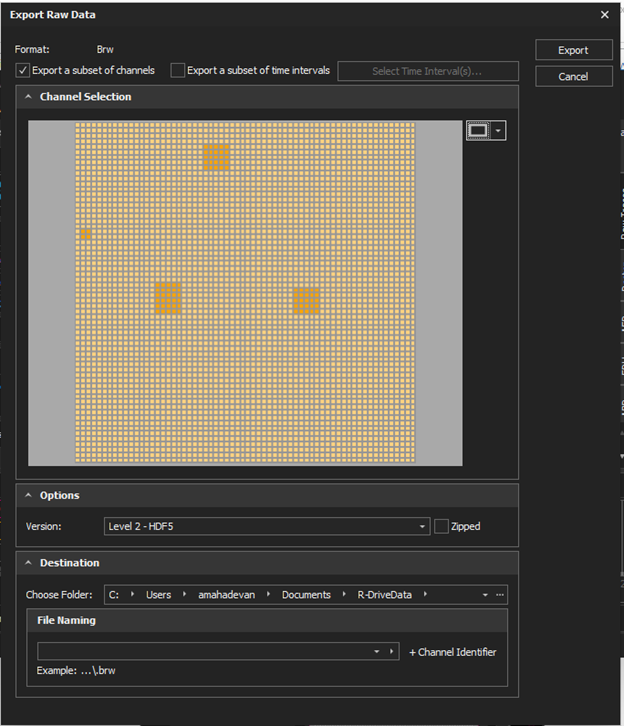 Export Raw Data
Format: Brw
Export
Export a subset of channels Export a subset of time intervals Select Time Interval(s)...
Cancel
Channel Selection
Options
Version: Level 2 - HDF5 Zipped
Destination
Choose Folder: C: Users amahadevan Documents R-DriveData ...
File Naming
+ Channel Identifier
Example: ...\.brw